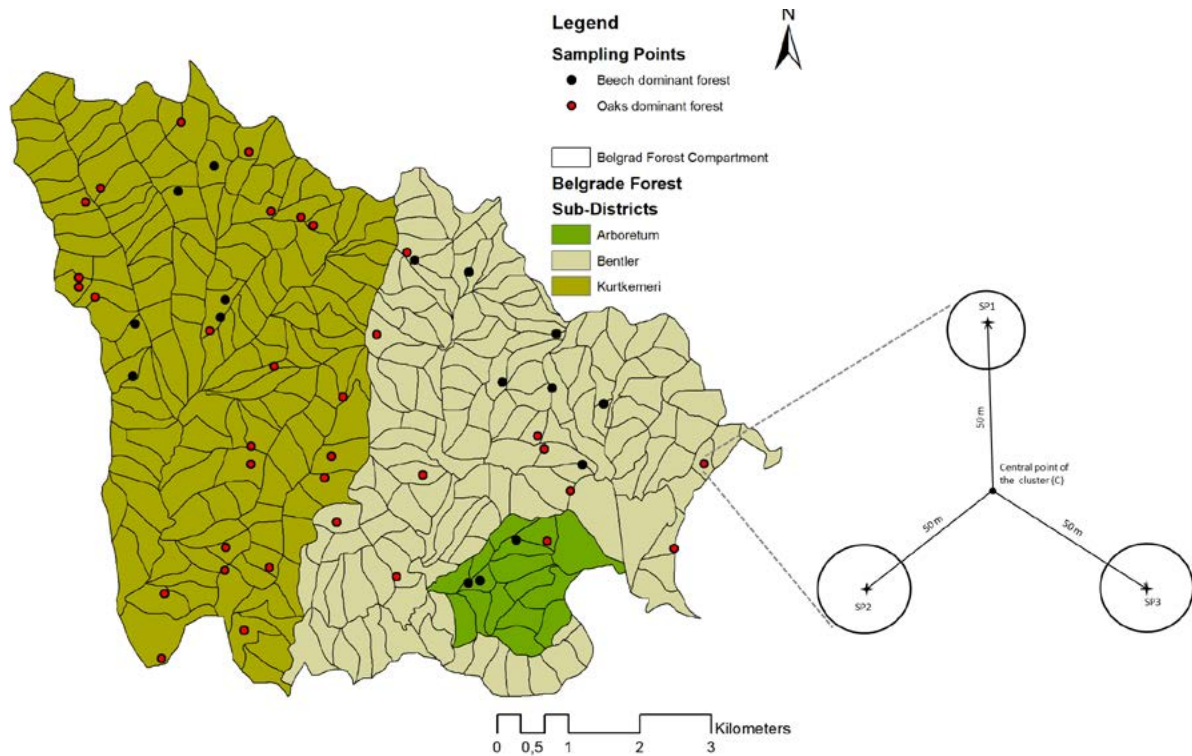 Legend
N
Sampling Points
Beech dominant forest
Oaks dominant forest
Belgrad Forest Compartment
Belgrade Forest
Sub-Districts
Arboretum
Bentler
Kurtkemeri
SP1
50 m
Central point of
the cluster (C)
50 m
50 m
SP2
SP3
Kilometers
0 0,5 1 2 3